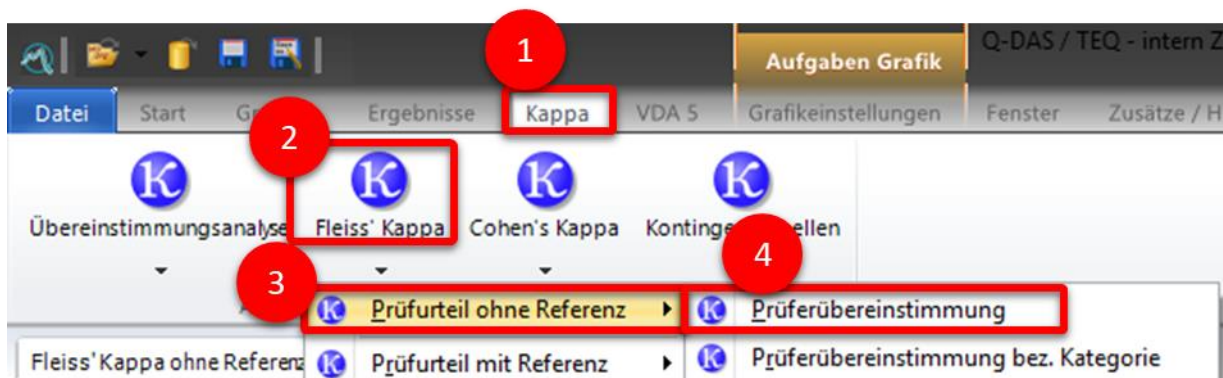 1
Aufgaben Grafik
Q-DAS / TEQ - intern Z
Datei Start Ergebnisse Kappa VDA 5 Grafikeinstellungen Fenster Zusätze / H
2
Übereinstimmungsanalyse Fleiss' Kappa Cohen's Kappa
4
3
Prüfurteil ohne Referenz Prüferübereinstimmung
Fleiss' Kappa ohne Referenz Prüfurteil mit Referenz Prüferübereinstimmung bez. Kategorie